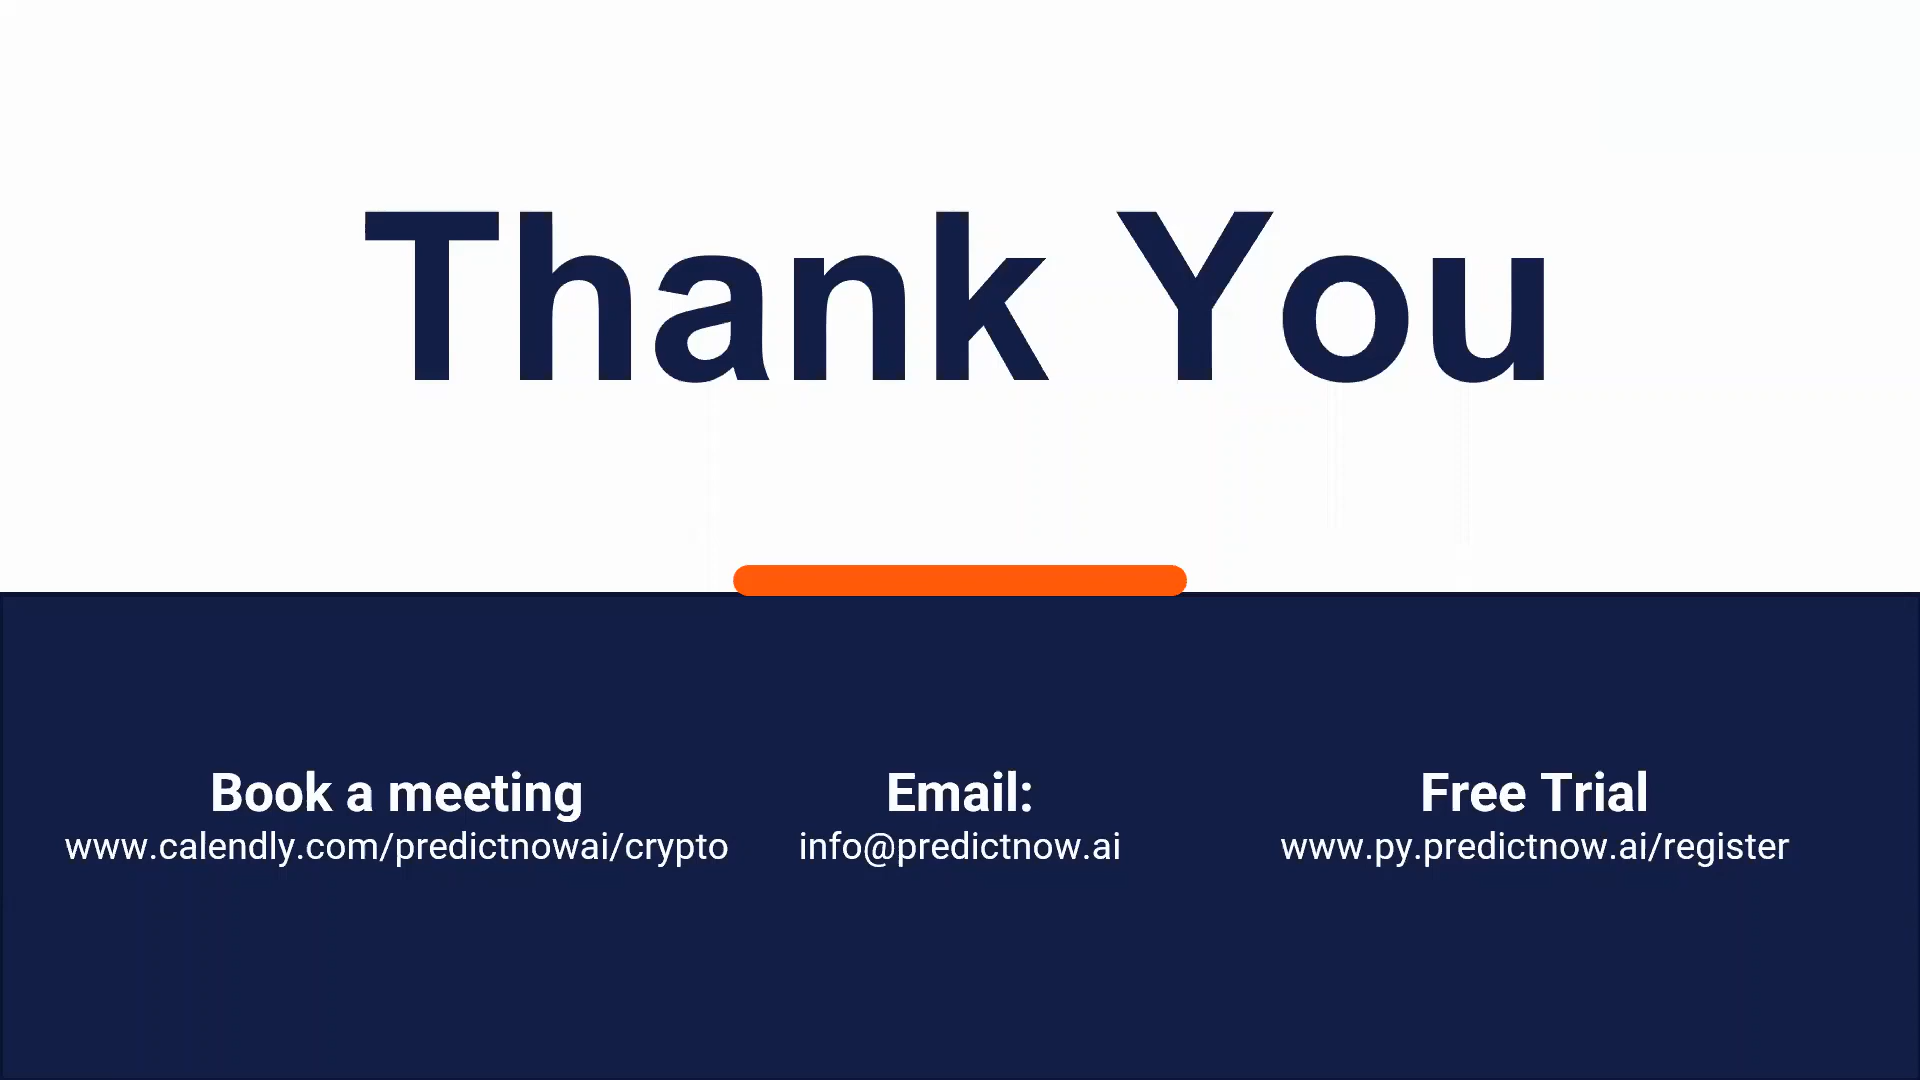 Thank You
Book a meeting
www.calendly.com/predictnowai/crypto
Email:
info@predictnow.ai
Free Trial
www.py.predictnow.ai/register